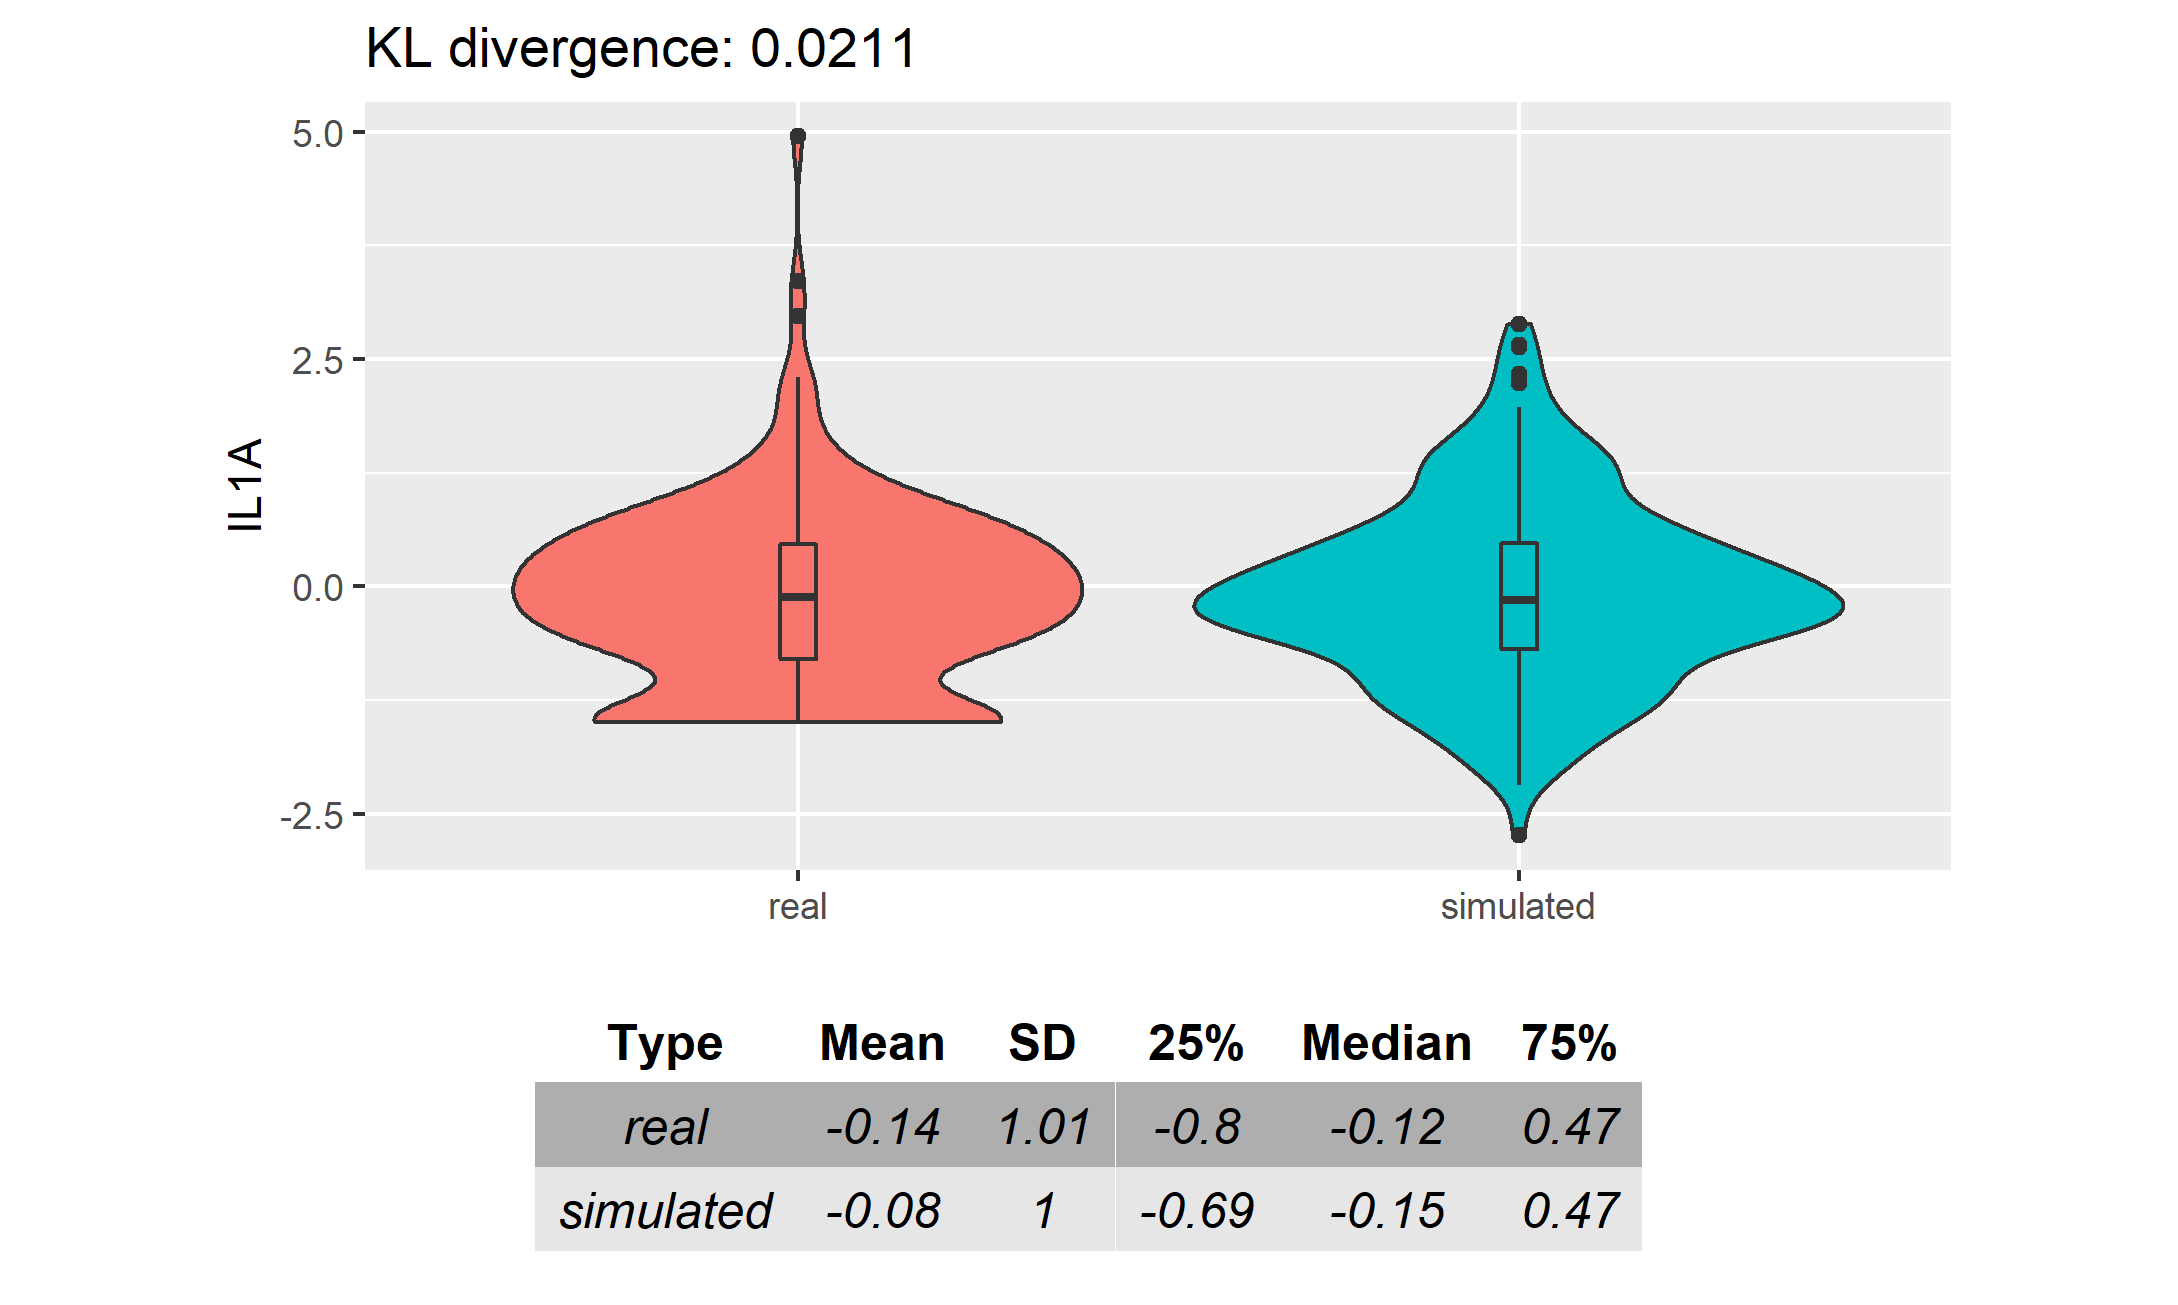 KL divergence: 0.0211
5.0
2.5
0.0
-2.5
IL1A
real simulated
Type Mean SD 25% Median 75%
real -0.14 1.01 -0.8 -0.12 0.47
simulated -0.08 1 -0.69 -0.15 0.47